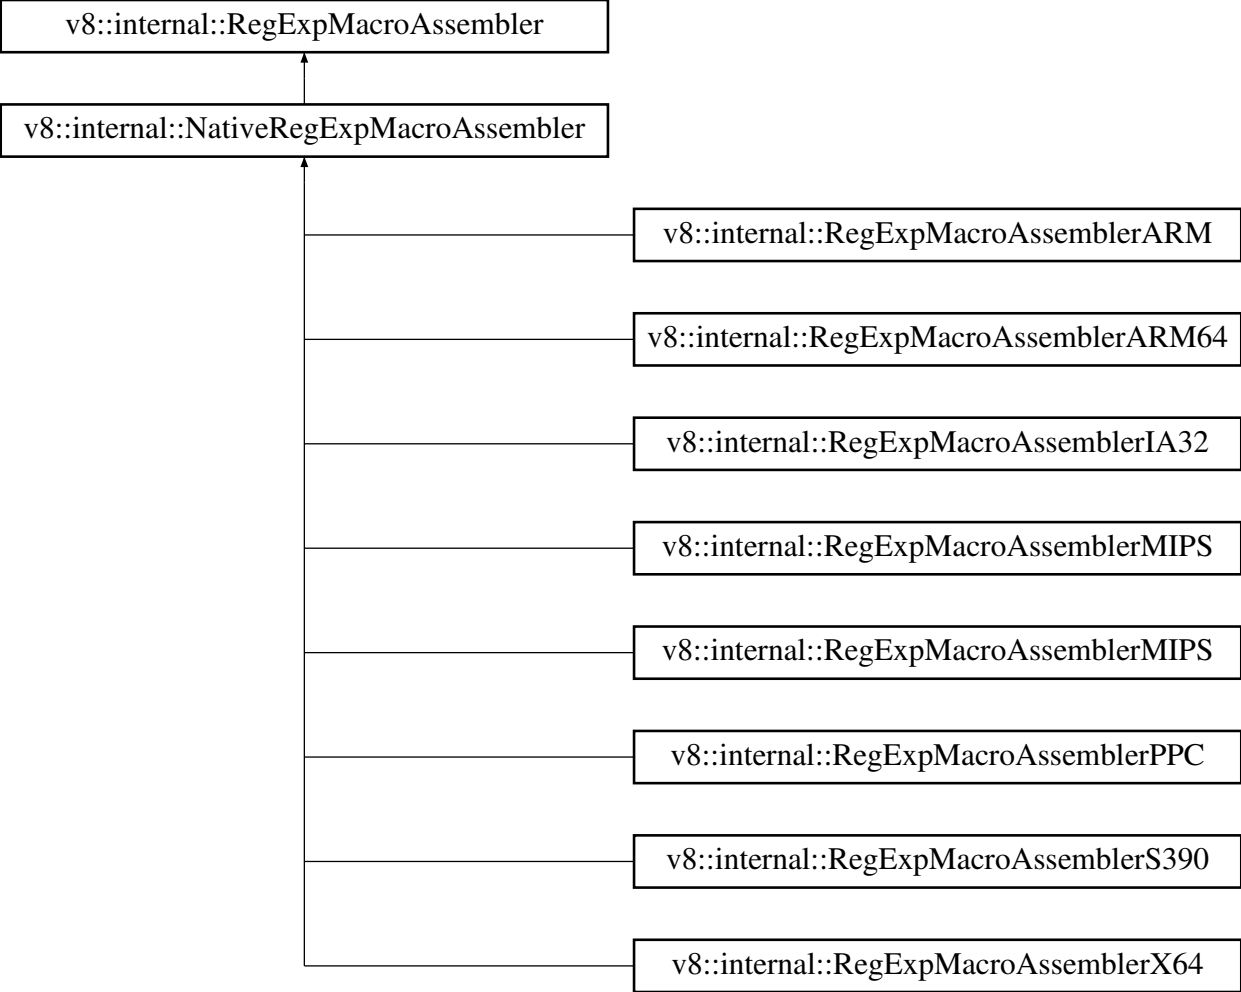 v8::internal::RegExpMacroAssembler
v8::internal::NativeRegExpMacroAssembler
v8::internal::RegExpMacroAssemblerARM
v8::internal::RegExpMacroAssemblerARM64
v8::internal::RegExpMacroAssemblerIA32
v8::internal::RegExpMacroAssemblerMIPS
v8::internal::RegExpMacroAssemblerMIPS
v8::internal::RegExpMacroAssemblerPPC
v8::internal::RegExpMacroAssemblerS390
v8::internal::RegExpMacroAssemblerX64